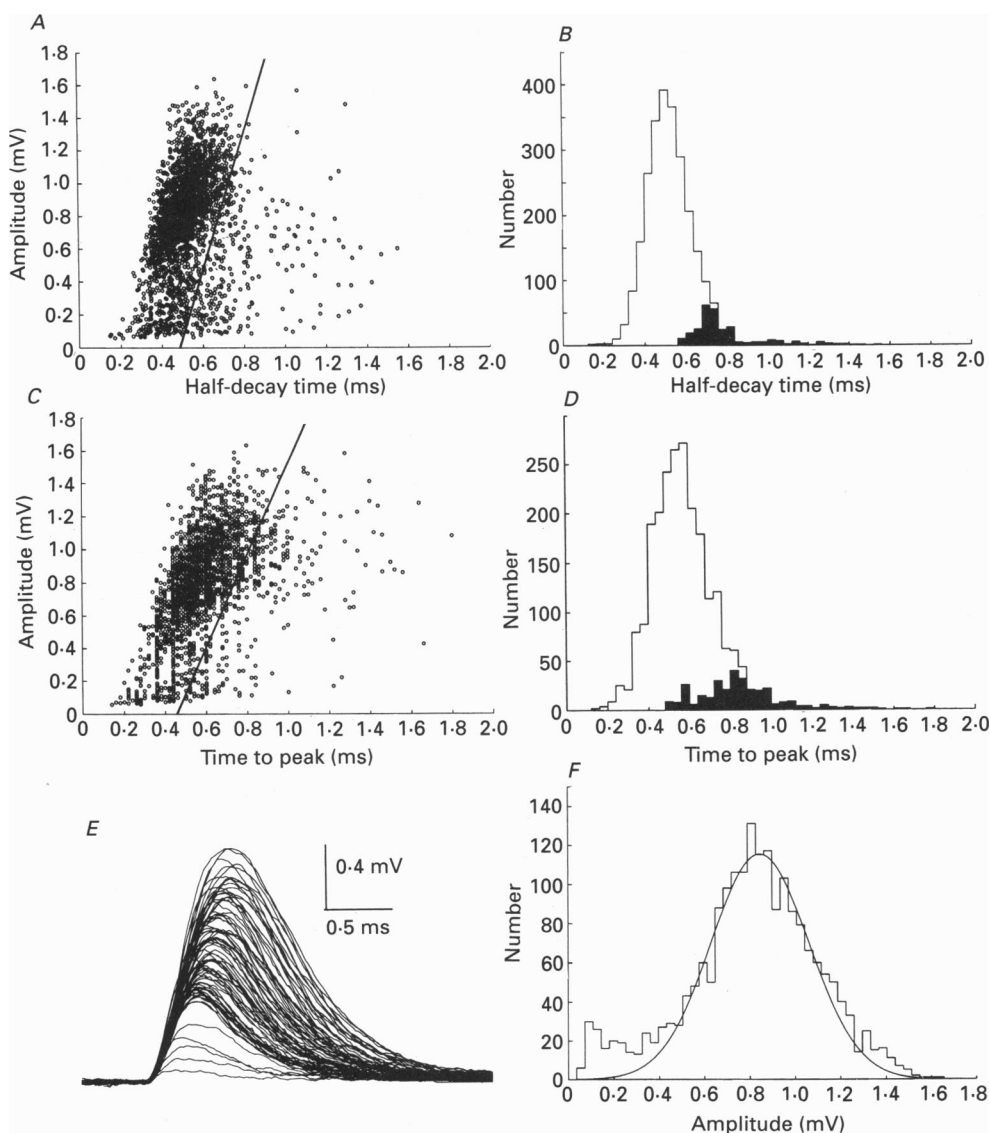 A
1·8
1·6
1·4
1·2
1·0
0·8
0·6
0·4
0·2
0
Amplitude (mV)
0 0·2 0·4 0·6 0·8 1·0 1·2 1·4 1·6 1·8 2·0
Half-decay time (ms)
B
400
300
200
100
0
Number
0 0·2 0·4 0·6 0·8 1·0 1·2 1·4 1·6 1·8 2·0
Half-decay time (ms)
C
1·8
1·6
1·4
1·2
1·0
0·8
0·6
0·4
0·2
0
Amplitude (mV)
0 0·2 0·4 0·6 0·8 1·0 1·2 1·4 1·6 1·8 2·0
Time to peak (ms)
D
250
200
150
100
50
0
Number
0 0·2 0·4 0·6 0·8 1·0 1·2 1·4 1·6 1·8 2·0
Time to peak (ms)
E
0·4 mV
0·5 ms
F
140
120
100
80
60
40
20
0
Number
0 0·2 0·4 0·6 0·8 1·0 1·2 1·4 1·6 1·8
Amplitude (mV)